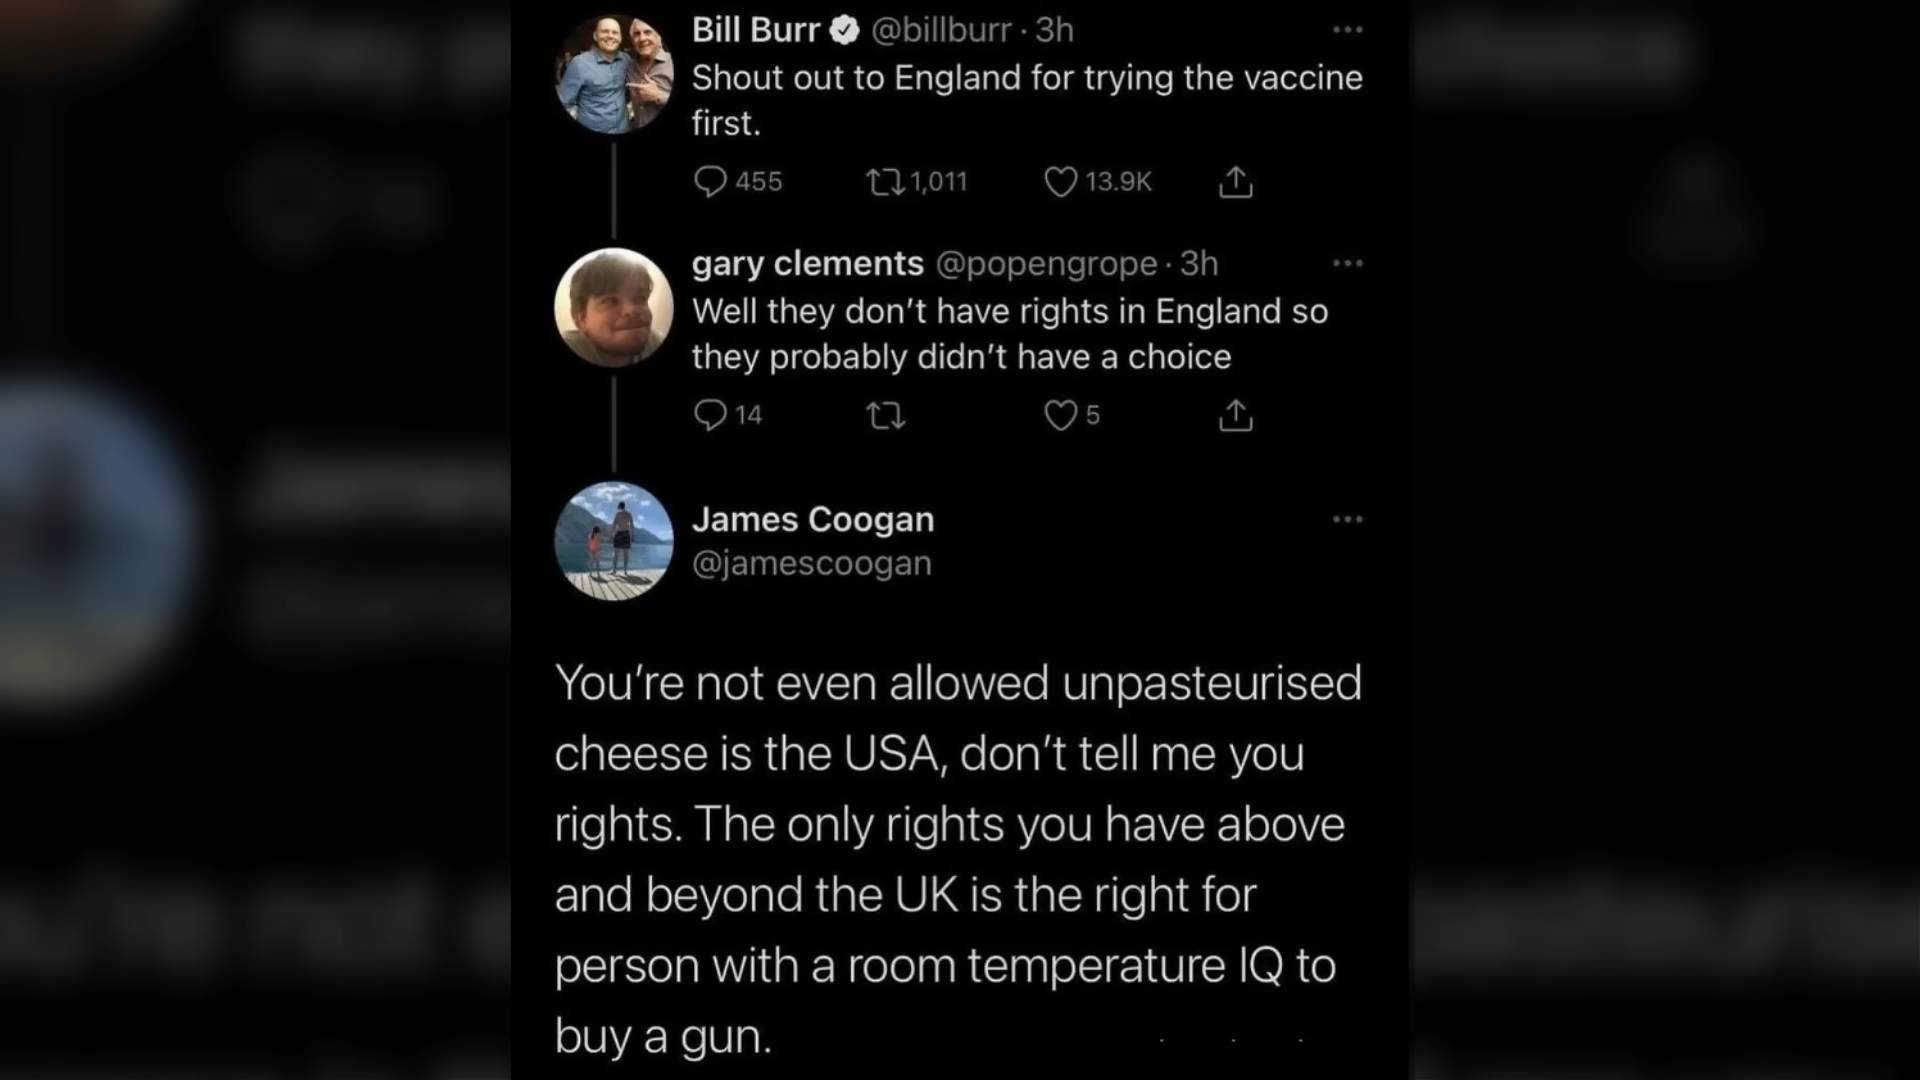 Bill Burr @billburr · 3h
Shout out to England for trying the vaccine
first.
455 1,011 13.9K
gary clements @popengrope · 3h
Well they don't have rights in England so
they probably didn't have a choice
14 5
James Coogan
@jamescoogan
You're not even allowed unpasteurised
cheese is the USA, don't tell me you
rights. The only rights you have above
and beyond the UK is the right for
person with a room temperature IQ to
buy a gun.